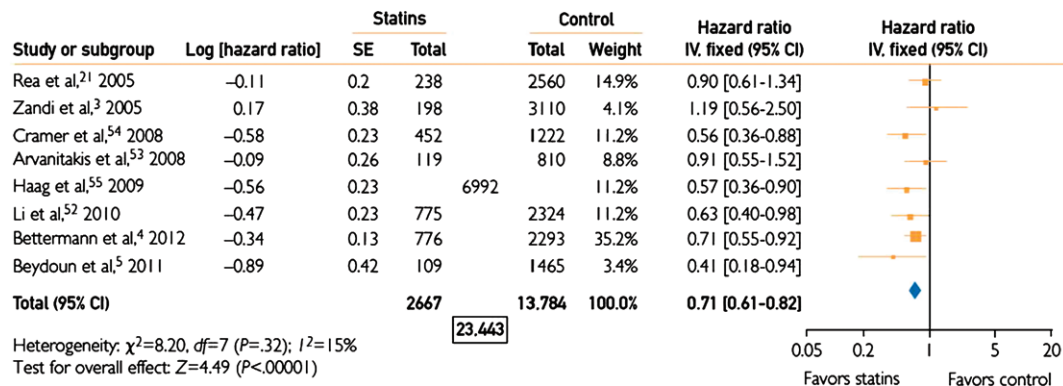 Statins Control Hazard ratio Hazard ratio
Study or subgroup Log [hazard ratio] SE Total Total Weight IV, fixed (95% CI) IV, fixed (95% CI)
Rea et al,21 2005 –0.11 0.2 238 2560 14.9% 0.90 [0.61-1.34]
Zandi et al,3 2005 0.17 0.38 198 3110 4.1% 1.19 [0.56-2.50]
Cramer et al,54 2008 –0.58 0.23 452 1222 11.2% 0.56 [0.36-0.88]
Arvanitakis et al,53 2008 –0.09 0.26 119 810 8.8% 0.91 [0.55-1.52]
Haag et al,55 2009 –0.56 0.23 6992 11.2% 0.57 [0.36-0.90]
Li et al,52 2010 –0.47 0.23 775 2324 11.2% 0.63 [0.40-0.98]
Bettermann et al,4 2012 –0.34 0.13 776 2293 35.2% 0.71 [0.55-0.92]
Beydoun et al,5 2011 –0.89 0.42 109 1465 3.4% 0.41 [0.18-0.94]
Total (95% CI) 2667 13,784 100.0% 0.71 [0.61-0.82]
23,443
Heterogeneity: χ2=8.20, df=7 (P=.32); I2=15%
Test for overall effect: Z=4.49 (P<.00001)
0.05 0.2 1 5 20
Favors statins Favors control